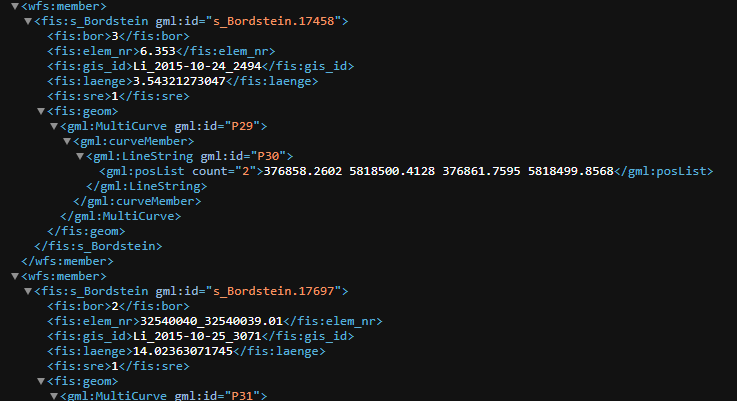 <wfs:member>
<fis:s_Bordstein gml:id="s_Bordstein.17458">
<fis:bor>3</fis:bor>
<fis:elem_nr>6.353</fis:elem_nr>
<fis:gis_id>Li_2015-10-24_2494</fis:gis_id>
<fis:laenge>3.54321273047</fis:laenge>
<fis:sre>1</fis:sre>
<fis:geom>
<gml:MultiCurve gml:id="P29">
<gml:curveMember>
<gml:LineString gml:id="P30">
<gml:posList count="2">376858.2602 5818500.4128 376861.7595 5818499.8568</gml:posList>
</gml:LineString>
</gml:curveMember>
</gml:MultiCurve>
</fis:geom>
</fis:s_Bordstein>
</wfs:member>
<wfs:member>
<fis:s_Bordstein gml:id="s_Bordstein.17697">
<fis:bor>2</fis:bor>
<fis:elem_nr>32540040_32540039.01</fis:elem_nr>
<fis:gis_id>Li_2015-10-25_3071</fis:gis_id>
<fis:laenge>14.02363071745</fis:laenge>
<fis:sre>1</fis:sre>
<fis:geom>
<gml:MultiCurve gml:id="P31">